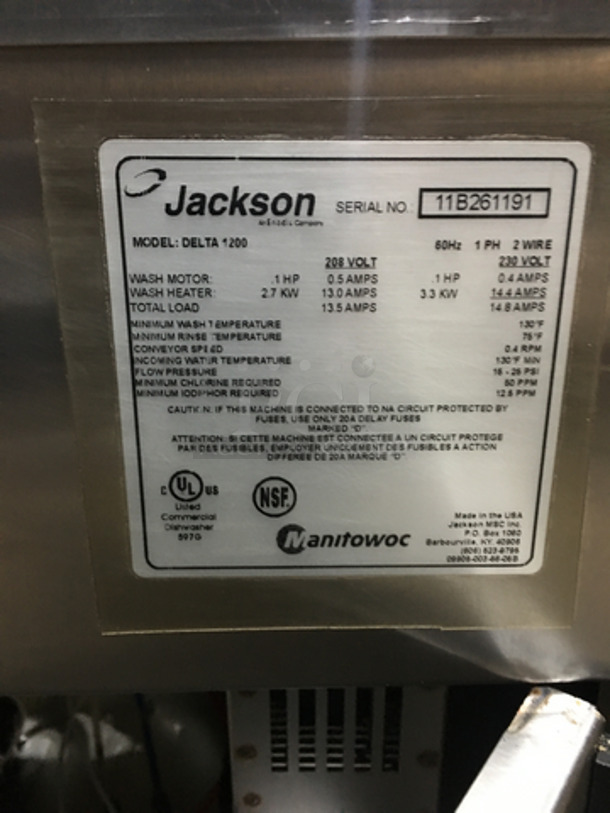 Jackson
SERIAL NO.: 11B261191
MODEL: DELTA 1200 60Hz 1 PH 2 WIRE
208 VOLT 230 VOLT
WASH MOTOR: .1 HP 0.5 AMPS .1 HP 0.4 AMPS
WASH HEATER: 2.7 KW 13.0 AMPS 3.3 KW 14.4 AMPS
TOTAL LOAD 13.5 AMPS 14.8 AMPS
MINIMUM WASH TEMPERATURE 130°F
MINIMUM RINSE TEMPERATURE 75°F
CONVEYOR SPEED 0.4 RPM
INCOMING WATER TEMPERATURE 130°F MIN
FLOW PRESSURE 15 - 25 PSI
MINIMUM CHLORINE REQUIRED 50 PPM
MINIMUM IODOPHOR REQUIRED 12.5 PPM
CAUTION: IF THIS MACHINE IS CONNECTED TO NA CIRCUIT PROTECTED BY
FUSES, USE ONLY 20A DELAY FUSES
MARKED "D".
ATTENTION: SI CETTE MACHINE EST CONNECTEE A UN CIRCUIT PROTEGE
PAR DES FUSIBLES, EMPLOYER UNIQUEMENT DES FUSIBLES A ACTION
DIFFEREE DE 20A MARQUE "D".
C UL US
Listed
Commercial
Dishwasher
597G
NSF.
Manitowoc
Made in the USA
Jackson MSC Inc.
P.O. Box 1060
Barbourville, KY. 40906
(606) 523-9795